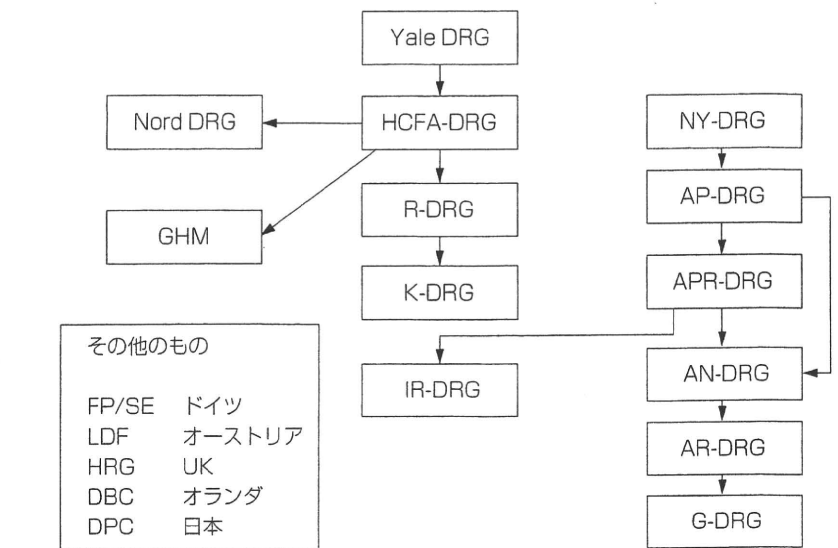 Yale DRG
Nord DRG
HCFA-DRG
NY-DRG
R-DRG
AP-DRG
GHM
K-DRG
APR-DRG
IR-DRG
AN-DRG
AR-DRG
G-DRG
その他のもの
FP/SE ドイツ
LDF オーストリア
HRG UK
DBC オランダ
DPC 日本